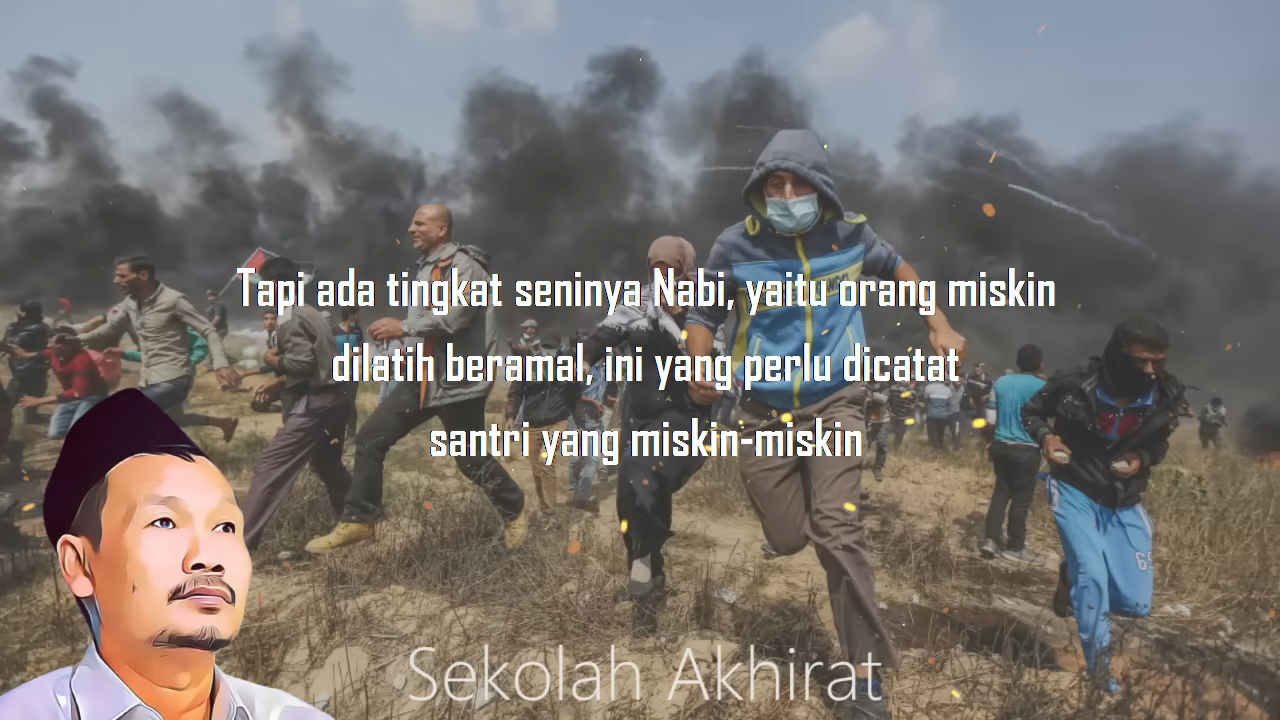 Tapi ada tingkat seninya Nabi, yaitu orang miskin
dilatih beramal, ini yang perlu dicatat
santri yang miskin-miskin
Sekolah Akhirat